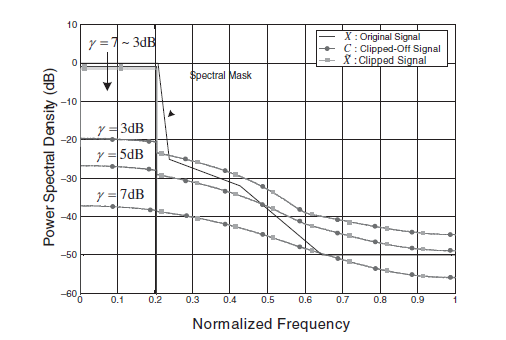 10
γ = 7 ~ 3dB
X : Original Signal
C : Clipped-Off Signal
X̃ : Clipped Signal
0
Spectral Mask
−10
γ = 3dB
−20
γ = 5dB
−30
γ = 7dB
−40
−50
−60
Power Spectral Density (dB)
0 0.1 0.2 0.3 0.4 0.5 0.6 0.7 0.8 0.9 1
Normalized Frequency